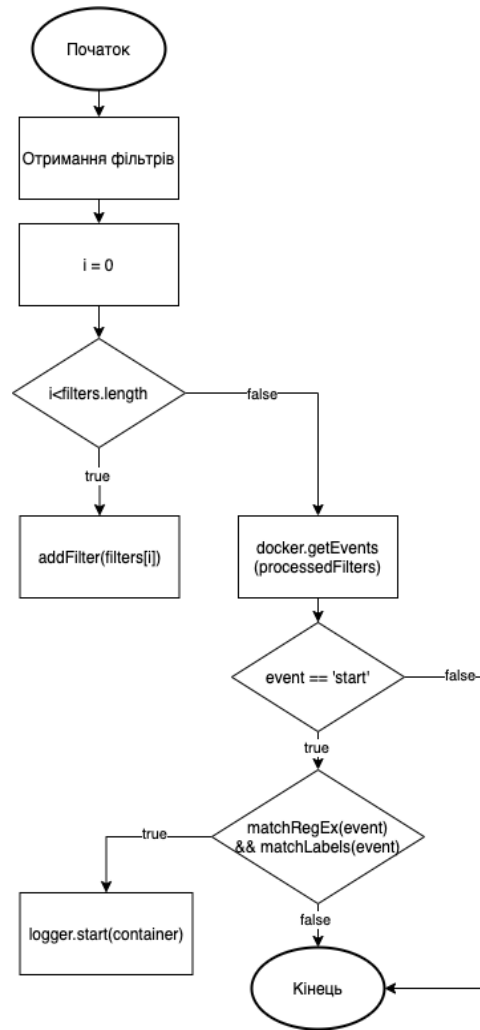 Початок
Отримання фільтрів
i = 0
i<filters.length
false
true
addFilter(filters[i])
docker.getEvents
(processedFilters)
event == 'start'
false
true
matchRegEx(event)
&& matchLabels(event)
true
logger.start(container)
false
Кінець